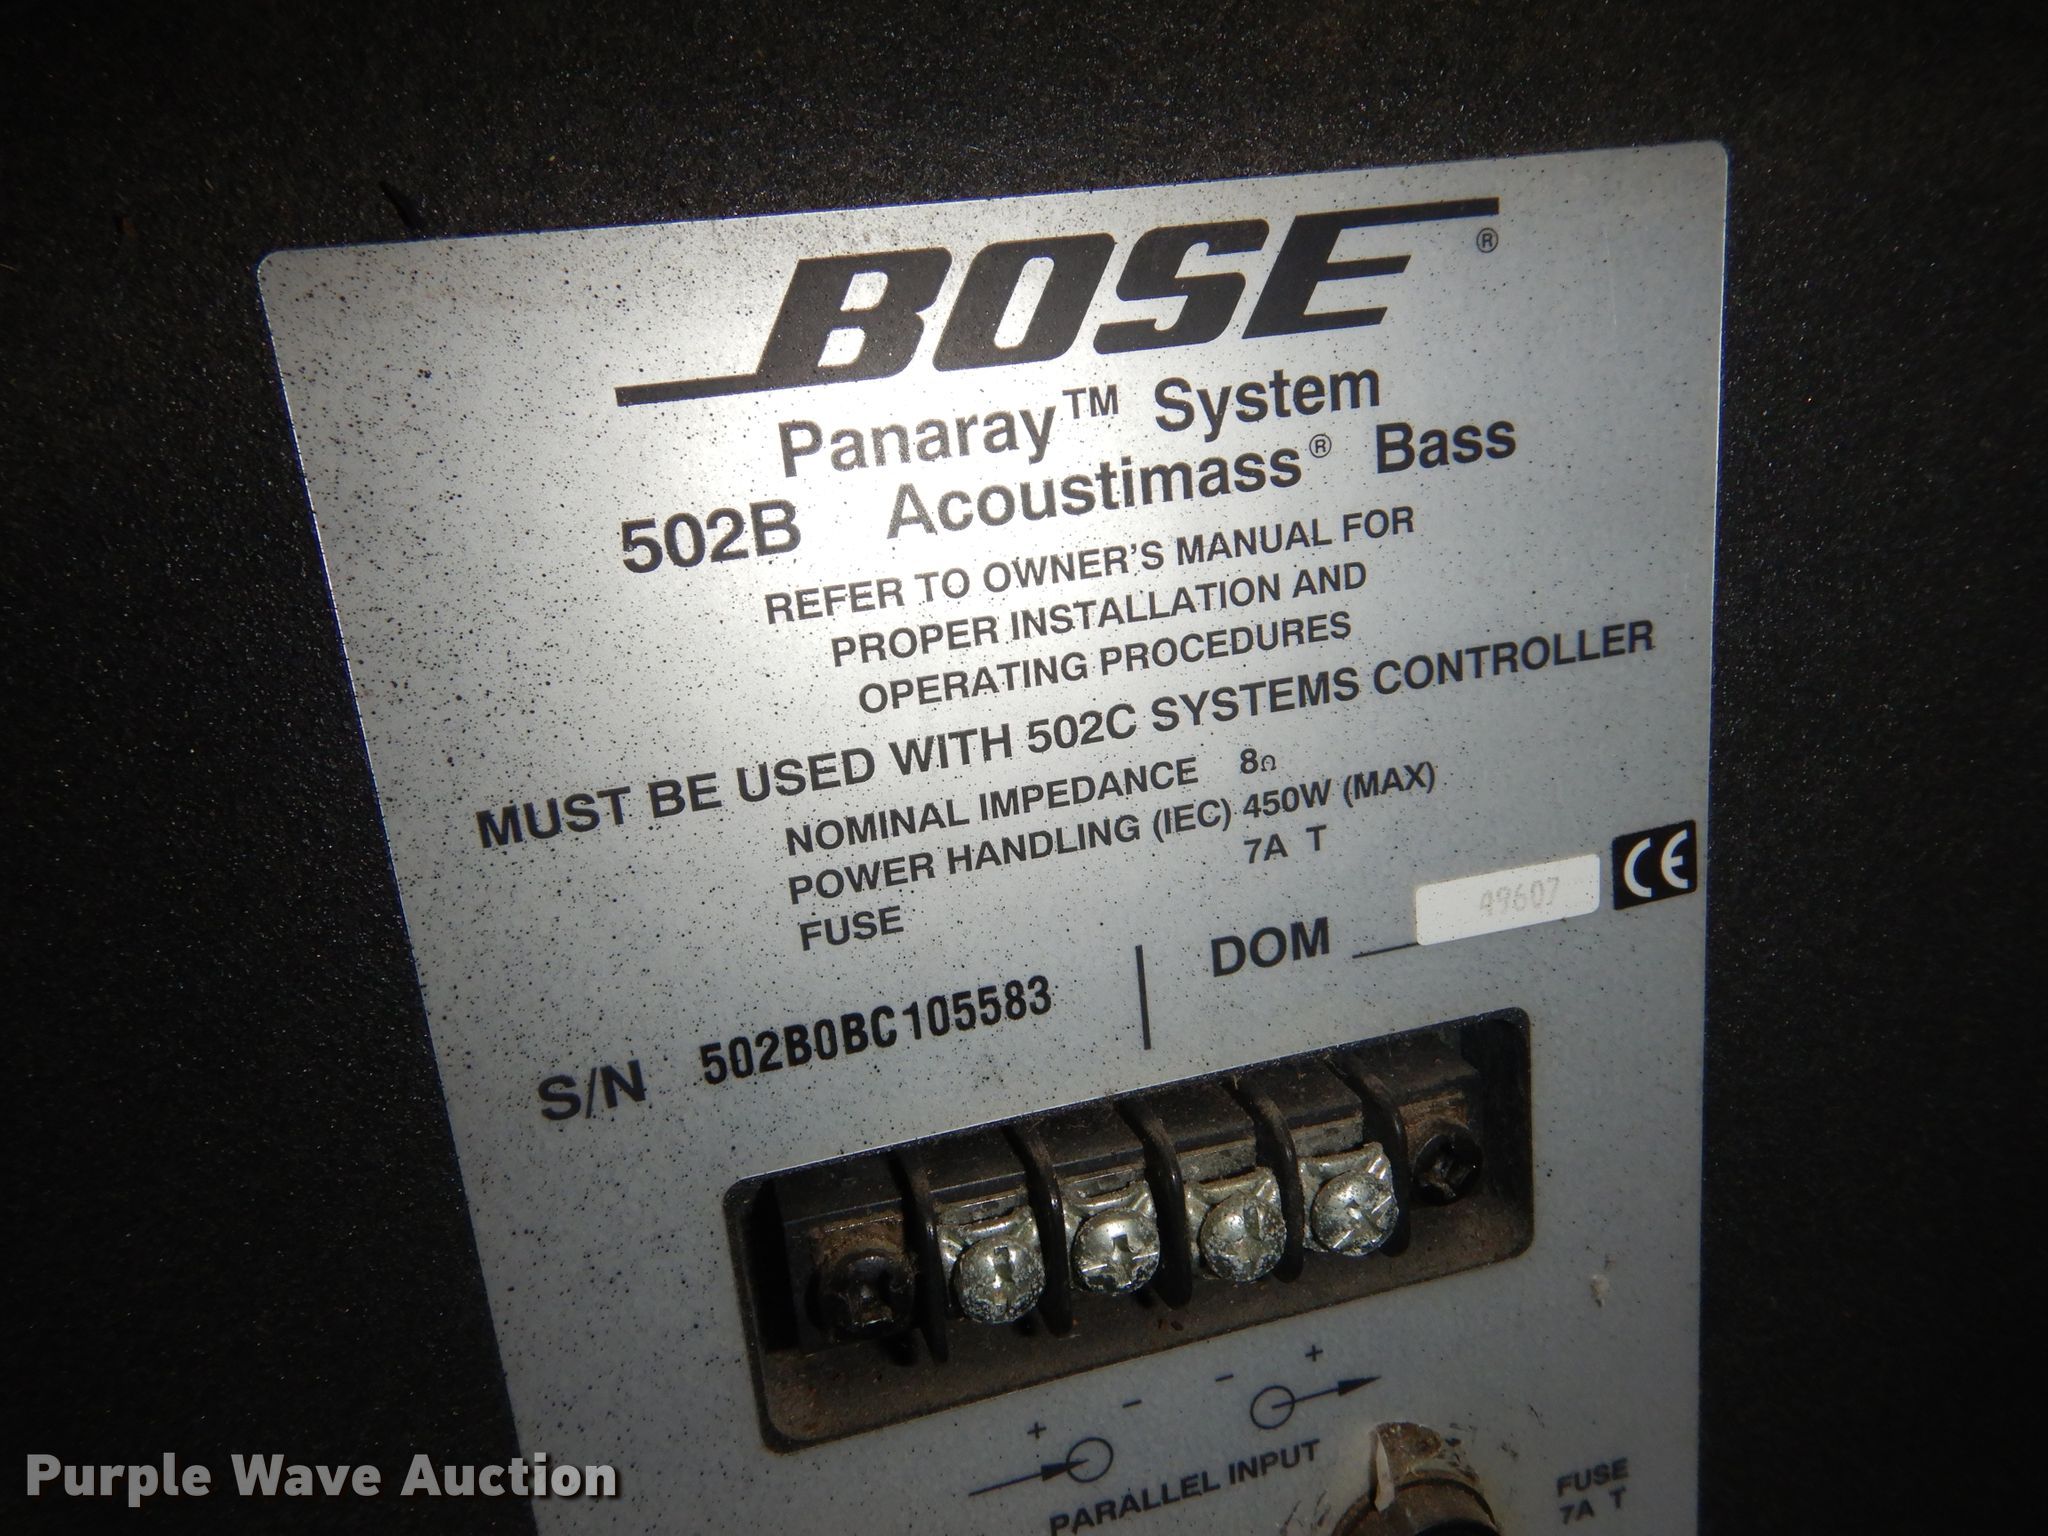 BOSE®
Panaray™ System
502B Acoustimass® Bass
REFER TO OWNER'S MANUAL FOR
PROPER INSTALLATION AND
OPERATING PROCEDURES
MUST BE USED WITH 502C SYSTEMS CONTROLLER
NOMINAL IMPEDANCE 8Ω
POWER HANDLING (IEC) 450W (MAX)
FUSE 7A T
CE
S/N 502B0BC105583 DOM
+ - - +
PARALLEL INPUT
FUSE
7A T
Purple Wave Auction